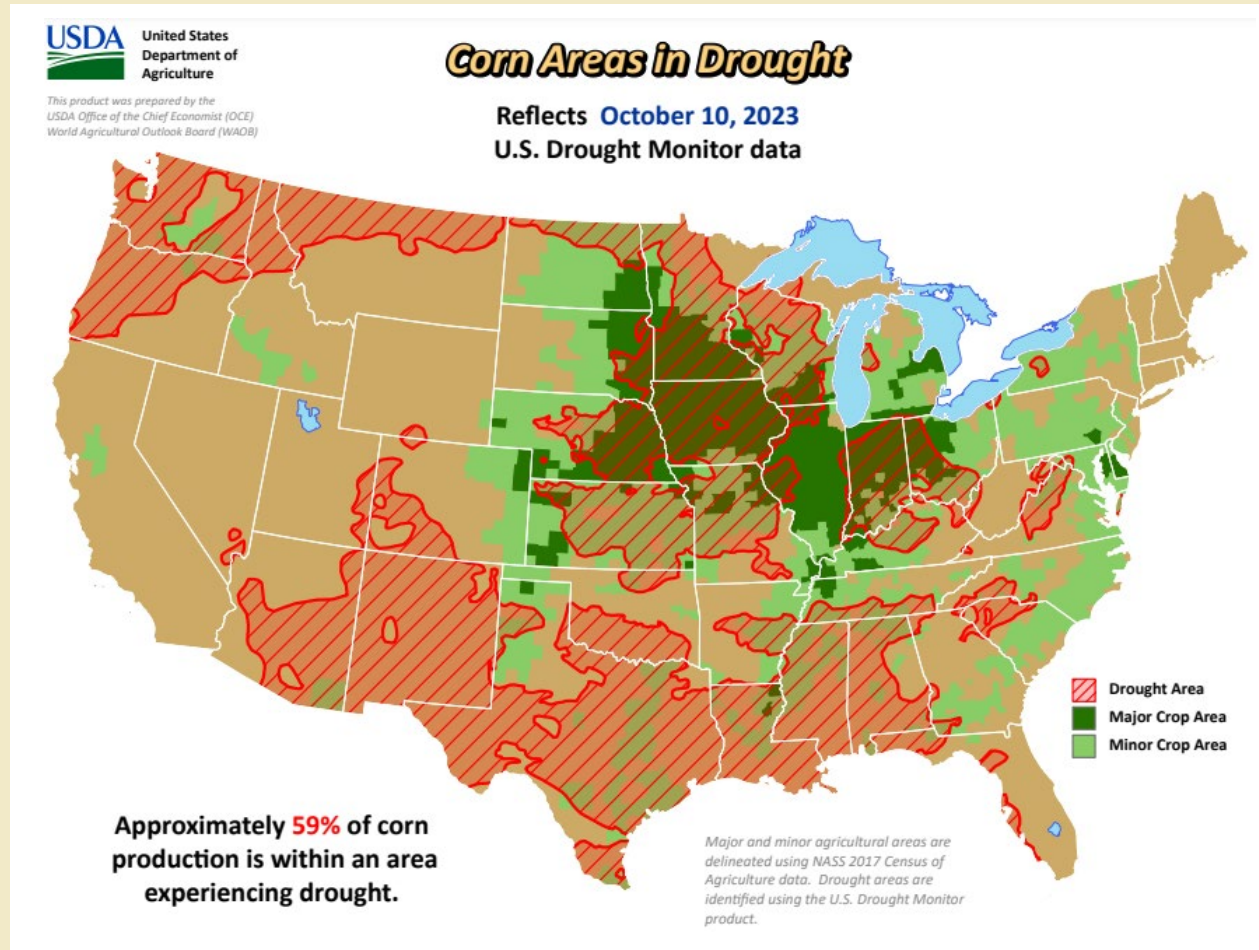 USDA
United States
Department of
Agriculture
This product was prepared by the
USDA Office of the Chief Economist (OCE)
World Agricultural Outlook Board (WAOB)
Corn Areas in Drought
Reflects October 10, 2023
U.S. Drought Monitor data
Drought Area
Major Crop Area
Minor Crop Area
Approximately 59% of corn
production is within an area
experiencing drought.
Major and minor agricultural areas are
delineated using NASS 2017 Census of
Agriculture data. Drought areas are
identified using the U.S. Drought Monitor
product.